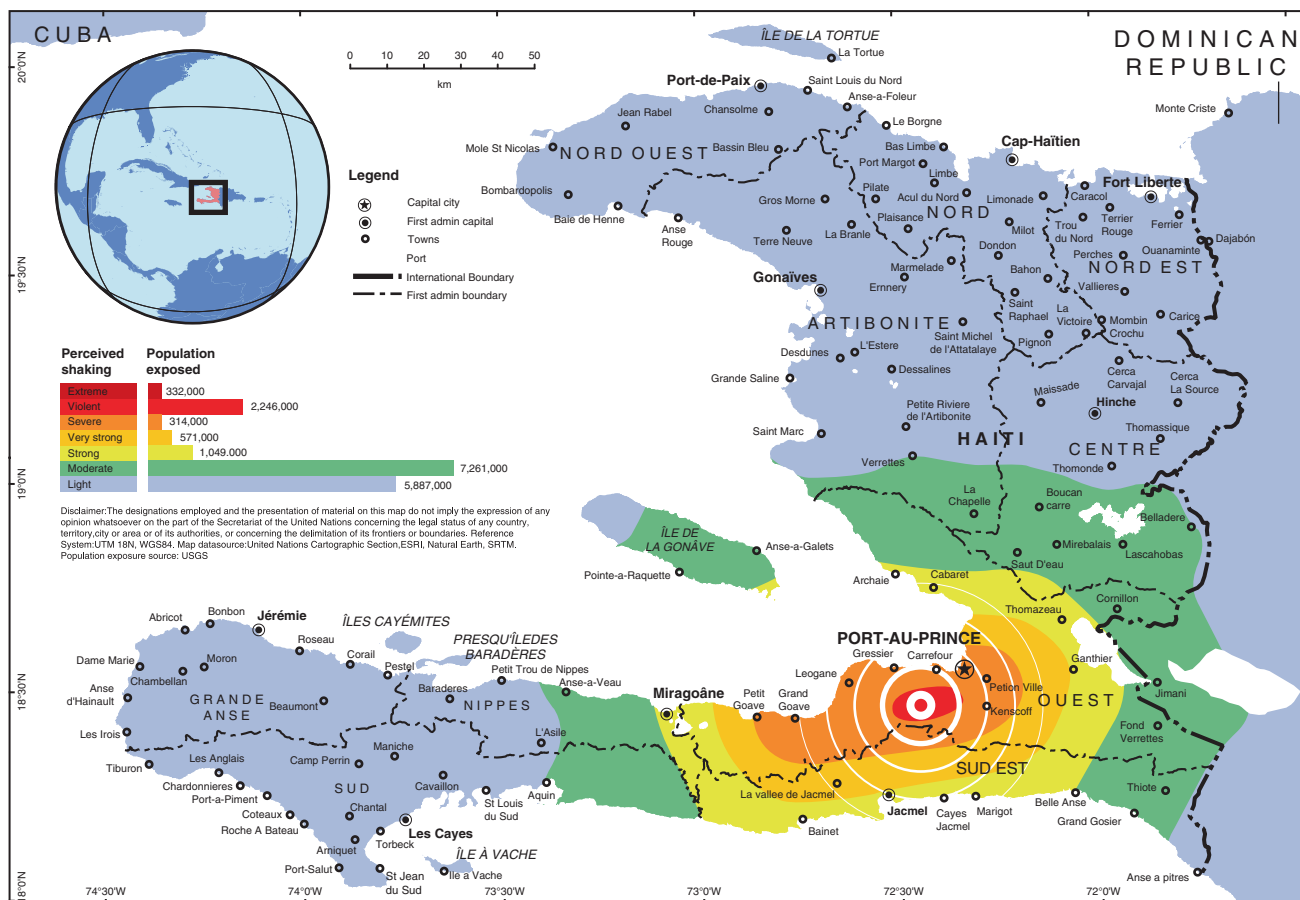 CUBA
ÎLE DE LA TORTUE
La Tortue
DOMINICAN
REPUBLIC
20°0'N
0 10 20 30 40 50
km
Port-de-Paix
Saint Louis du Nord
Anse-a-Foleur
Chansolme
Jean Rabel
Le Borgne
Monte Criste
Mole St Nicolas
NORD OUEST
Bassin Bleu
Bas Limbe
Cap-Haïtien
Port Margot
Limbe
Legend
Capital city
First admin capital
Towns
Port
International Boundary
First admin boundary
Bombardopolis
Baie de Henne
Anse
Rouge
Gros Morne
Pilate
Acul du Nord
Plaisance
NORD
Limonade
Caracol
Fort Liberte
Terrier
Rouge
Ferrier
Trou
du Nord
Milot
Terre Neuve
La Branle
Dondon
Perches
Ouanaminte
Dajabón
NORD EST
Marmelade
Bahon
Vallieres
19°30'N
Gonaïves
Ernnery
Saint
Raphael
La
Victoire
Mombin
Crochu
Carice
ARTIBONITE
Saint Michel
de l'Attatalaye
Pignon
Desdunes
L'Estere
Dessalines
Cerca
Carvajal
Cerca
La Source
Grande Saline
Maissade
Hinche
Petite Riviere
de l'Artibonite
Saint Marc
HAITI
Thomassique
CENTRE
Verrettes
Thomonde
Perceived
shaking
Population
exposed
Extreme 332,000
Violent 2,246,000
Severe 314,000
Very strong 571,000
Strong 1,049.000
Moderate 7,261,000
Light 5,887,000
19°0'N
Disclaimer:The designations employed and the presentation of material on this map do not imply the expression of any
opinion whatsoever on the part of the Secretariat of the United Nations concerning the legal status of any country,
territory,city or area or of its authorities, or concerning the delimitation of its frontiers or boundaries. Reference
System:UTM 18N, WGS84. Map datasource:United Nations Cartographic Section,ESRI, Natural Earth, SRTM.
Population exposure source: USGS
La
Chapelle
Boucan
carre
Belladere
ÎLE DE
LA GONÂVE
Anse-a-Galets
Mirebalais
Lascahobas
Saut D'eau
Pointe-a-Raquette
Archaie
Cabaret
Cornillon
Thomazeau
Abricot
Bonbon
Jérémie
ÎLES CAYÉMITES
Roseau
Corail
Pestel
PRESQU'ÎLEDES
BARADÈRES
Petit Trou de Nippes
Anse-a-Veau
PORT-AU-PRINCE
Gressier
Carrefour
Ganthier
Dame Marie
Moron
Chambellan
Leogane
Petion Ville
Jimani
Anse
d'Hainault
GRANDE
ANSE
Beaumont
Baraderes
NIPPES
Miragoâne
Petit
Goave
Grand
Goave
Kenscoff
OUEST
18°30'N
Fond
Verrettes
Les Irois
L'Asile
Maniche
Camp Perrin
Les Anglais
Tiburon
SUD EST
Chardonnieres
Port-a-Piment
Cavaillon
SUD
Chantal
St Louis
du Sud
Aquin
La vallee de Jacmel
Thiote
Coteaux
Roche A Bateau
Les Cayes
Torbeck
Bainet
Jacmel
Cayes
Jacmel
Marigot
Belle Anse
Grand Gosier
Arniquet
ÎLE À VACHE
Port-Salut
St Jean
du Sud
Ile a Vache
Anse a pitres
18°0'N
74°30'W 74°0'W 73°30'W 73°0'W 72°30'W 72°0'W